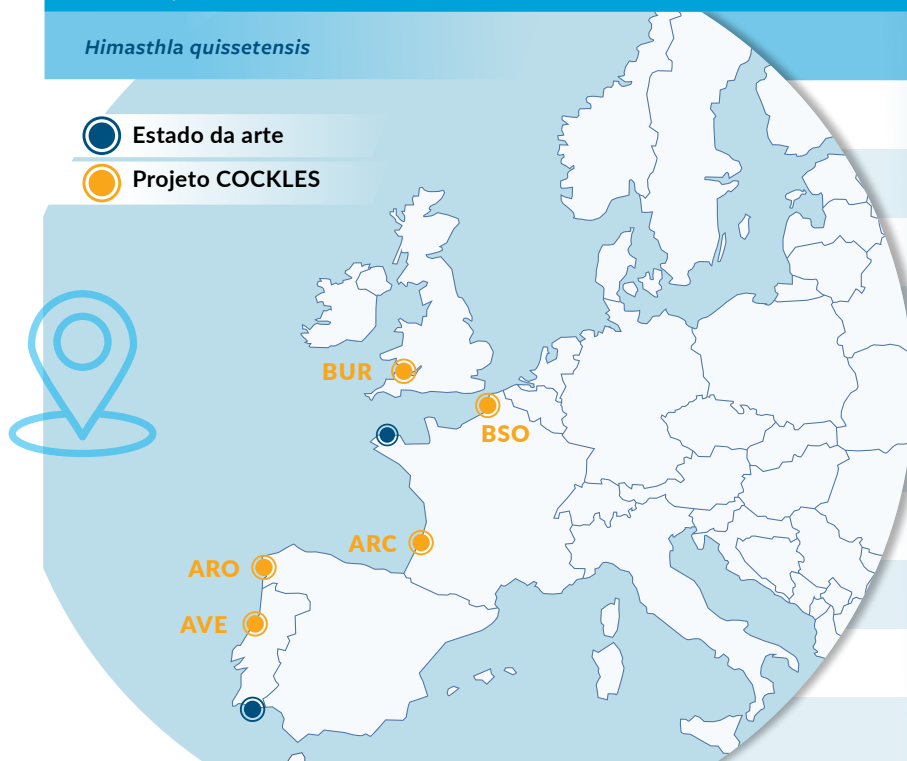 Himasthla quissetensis
Estado da arte
Projeto COCKLES
BUR
BSO
ARC
ARO
AVE